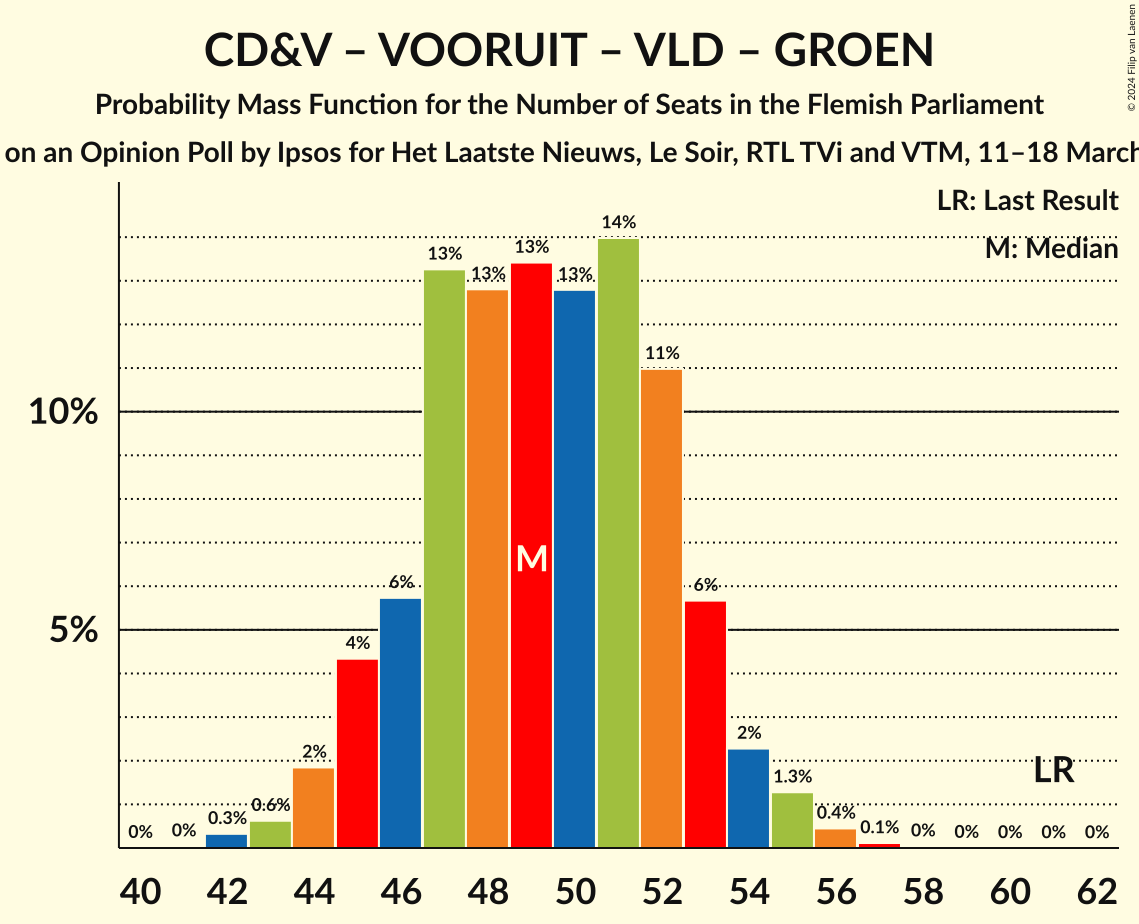 CD&V – VOORUIT – VLD – GROEN
Probability Mass Function for the Number of Seats in the Flemish Parliament
on an Opinion Poll by Ipsos for Het Laatste Nieuws, Le Soir, RTL TVi and VTM, 11–18 March
© 2024 Filip van Laenen
LR: Last Result
M: Median
10%
5%
0% 0% 0.3% 0.6% 2% 4% 6% 13% 13% 13% 13% 14% 11% 6% 2% 1.3% 0.4% 0.1% 0% 0% 0% 0% 0%
M
LR
40 42 44 46 48 50 52 54 56 58 60 62